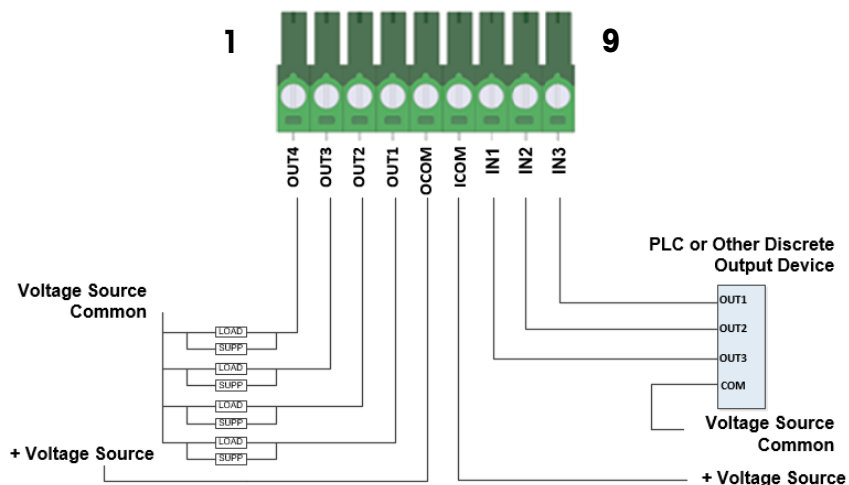 1
9
OUT4
OUT3
OUT2
OUT1
OCOM
ICOM
IN1
IN2
IN3
PLC or Other Discrete
Output Device
OUT1
OUT2
OUT3
COM
Voltage Source
Common
+ Voltage Source
Voltage Source
Common
LOAD
SUPP
LOAD
SUPP
LOAD
SUPP
LOAD
SUPP
+ Voltage Source